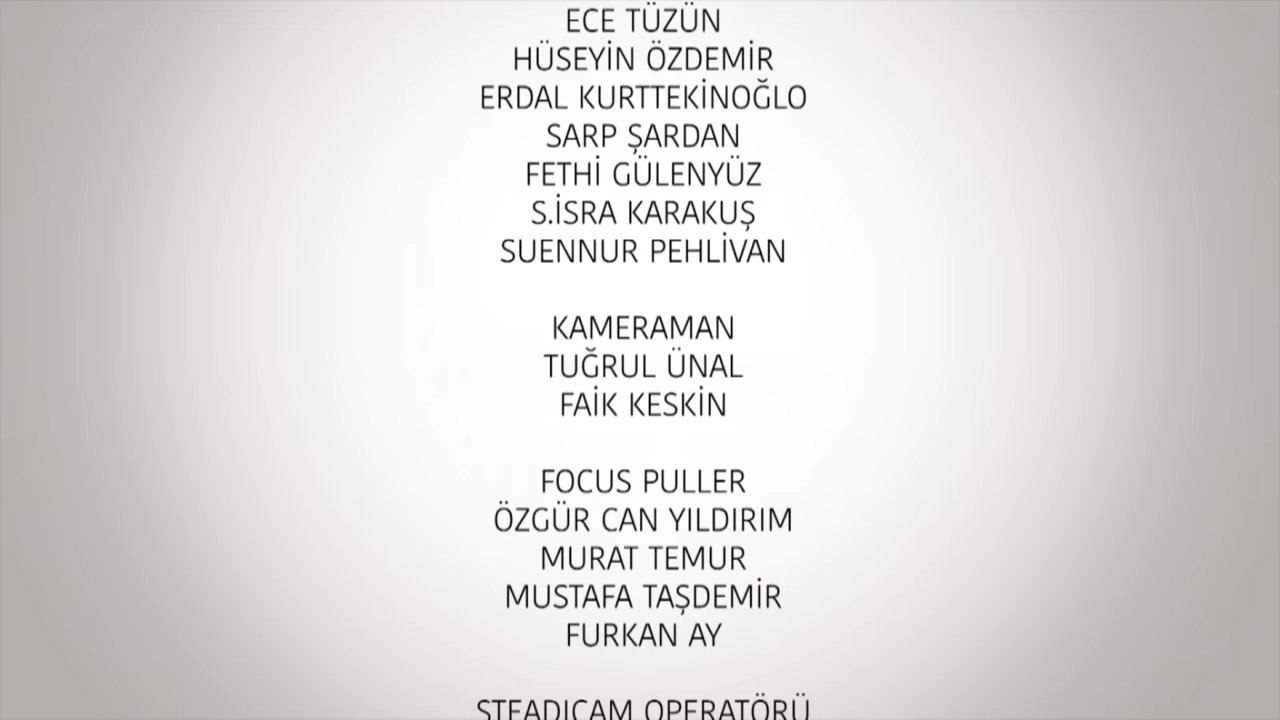 ECE TÜZÜN
HÜSEYİN ÖZDEMİR
ERDAL KURTTEKİNOĞLO
SARP ŞARDAN
FETHİ GÜLENYÜZ
S.İSRA KARAKUŞ
SUENNUR PEHLİVAN
KAMERAMAN
TUĞRUL ÜNAL
FAİK KESKİN
FOCUS PULLER
ÖZGÜR CAN YILDIRIM
MURAT TEMUR
MUSTAFA TAŞDEMİR
FURKAN AY
STEADICAM OPERATÖRÜ